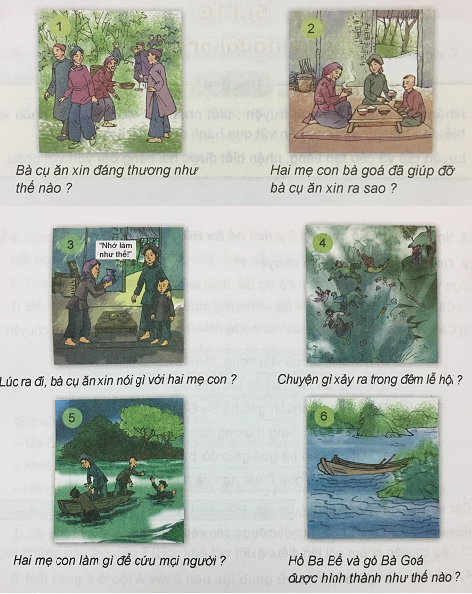 1
2
Bà cụ ăn xin đáng thương như
thế nào ?
Hai mẹ con bà goá đã giúp đỡ
bà cụ ăn xin ra sao ?
3
"Nhớ làm
như thế!"
4
Lúc ra đi, bà cụ ăn xin nói gì với hai mẹ con ?
Chuyện gì xảy ra trong đêm lễ hội ?
5
6
Hai mẹ con làm gì để cứu mọi người ?
Hồ Ba Bể và gò Bà Goá
được hình thành như thế nào ?